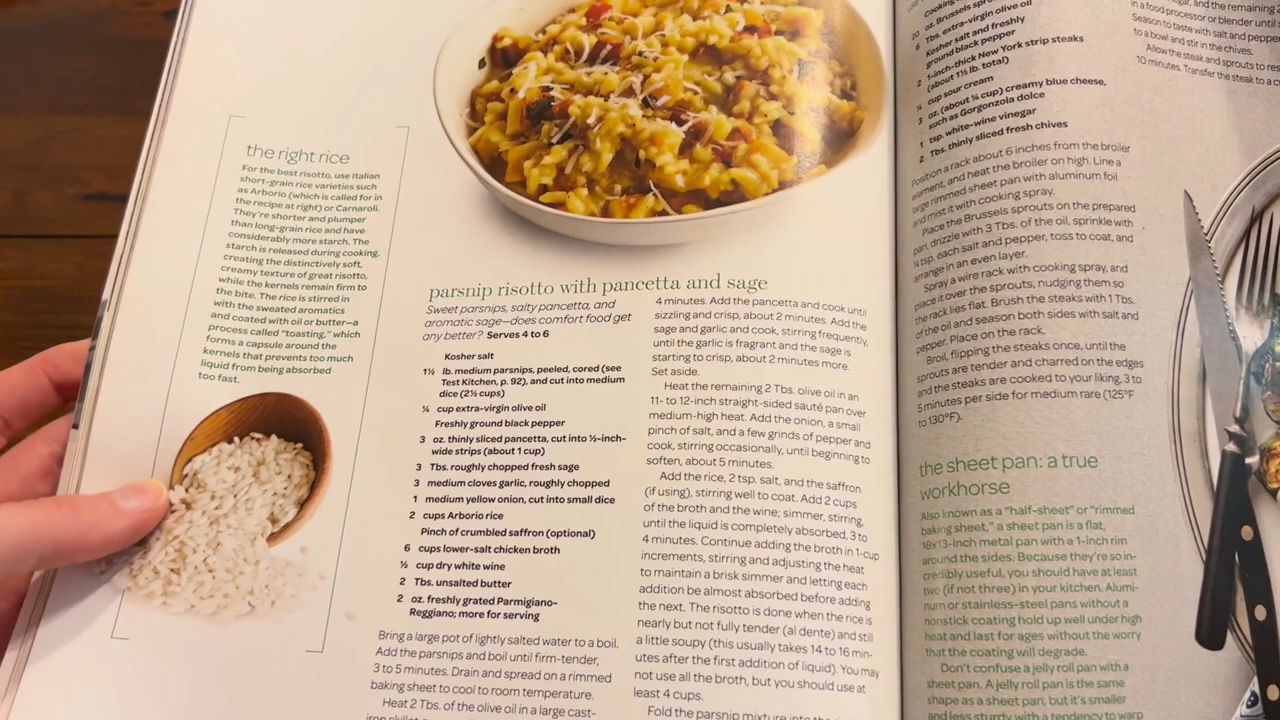 the right rice
For the best risotto, use Italian
short-grain rice varieties such
as Arborio (which is called for in
the recipe at right) or Carnaroli.
They're shorter and plumper
than long-grain rice and have
considerably more starch. The
starch is released during cooking,
creating the distinctively soft,
creamy texture of great risotto,
while the kernels remain firm to
the bite. The rice is stirred in
with the sweated aromatics
and coated with oil or butter—a
process called "toasting," which
forms a capsule around the
kernels that prevents too much
liquid from being absorbed
too fast.
parsnip risotto with pancetta and sage
Sweet parsnips, salty pancetta, and
aromatic sage—does comfort food get
any better? Serves 4 to 6
Kosher salt
1½ lb. medium parsnips, peeled, cored (see
Test Kitchen, p. 92), and cut into medium
dice (2½ cups)
¼ cup extra-virgin olive oil
Freshly ground black pepper
3 oz. thinly sliced pancetta, cut into ½-inch-
wide strips (about 1 cup)
3 Tbs. roughly chopped fresh sage
3 medium cloves garlic, roughly chopped
1 medium yellow onion, cut into small dice
2 cups Arborio rice
Pinch of crumbled saffron (optional)
6 cups lower-salt chicken broth
½ cup dry white wine
2 Tbs. unsalted butter
2 oz. freshly grated Parmigiano-
Reggiano; more for serving
Bring a large pot of lightly salted water to a boil.
Add the parsnips and boil until firm-tender,
3 to 5 minutes. Drain and spread on a rimmed
baking sheet to cool to room temperature.
Heat 2 Tbs. of the olive oil in a large cast-
iron skillet
4 minutes. Add the pancetta and cook until
sizzling and crisp, about 2 minutes. Add the
sage and garlic and cook, stirring frequently,
until the garlic is fragrant and the sage is
starting to crisp, about 2 minutes more.
Set aside.
Heat the remaining 2 Tbs. olive oil in an
11- to 12-inch straight-sided sauté pan over
medium-high heat. Add the onion, a small
pinch of salt, and a few grinds of pepper and
cook, stirring occasionally, until beginning to
soften, about 5 minutes.
Add the rice, 2 tsp. salt, and the saffron
(if using), stirring well to coat. Add 2 cups
of the broth and the wine; simmer, stirring,
until the liquid is completely absorbed, 3 to
4 minutes. Continue adding the broth in 1-cup
increments, stirring and adjusting the heat
to maintain a brisk simmer and letting each
addition be almost absorbed before adding
the next. The risotto is done when the rice is
nearly but not fully tender (al dente) and still
a little soupy (this usually takes 14 to 16 min-
utes after the first addition of liquid). You may
not use all the broth, but you should use at
least 4 cups.
Fold the parsnip mixture into the
Cooking
20 oz. Brussels sprouts
6 Tbs. extra-virgin olive oil
Kosher salt and freshly
ground black pepper
2 1-inch-thick New York strip steaks
(about 1½ lb. total)
¼ cup sour cream
3 oz. (about ¾ cup) creamy blue cheese,
such as Gorgonzola dolce
1 tsp. white-wine vinegar
2 Tbs. thinly sliced fresh chives
Position a rack about 6 inches from the broiler
element, and heat the broiler on high. Line a
large rimmed sheet pan with aluminum foil
and mist it with cooking spray.
Place the Brussels sprouts on the prepared
pan, drizzle with 3 Tbs. of the oil, sprinkle with
¼ tsp. each salt and pepper, toss to coat, and
arrange in an even layer.
Spray a wire rack with cooking spray, and
place it over the sprouts, nudging them so
the rack lies flat. Brush the steaks with 1 Tbs.
of the oil and season both sides with salt and
pepper. Place on the rack.
Broil, flipping the steaks once, until the
sprouts are tender and charred on the edges
and the steaks are cooked to your liking, 3 to
5 minutes per side for medium rare (125°F
to 130°F).
and the remaining 2
in a food processor or blender until
Season to taste with salt and pepper
to a bowl and stir in the chives.
Allow the steak and sprouts to res
10 minutes. Transfer the steak to a c
the sheet pan: a true
workhorse
Also known as a "half-sheet" or "rimmed
baking sheet," a sheet pan is a flat,
18x13-inch metal pan with a 1-inch rim
around the sides. Because they're so in-
credibly useful, you should have at least
two (if not three) in your kitchen. Alumi-
num or stainless-steel pans without a
nonstick coating hold up well under high
heat and last for ages without the worry
that the coating will degrade.
Don't confuse a jelly roll pan with a
sheet pan. A jelly roll pan is the same
shape as a sheet pan, but it's smaller
and less sturdy with a tendency to warp